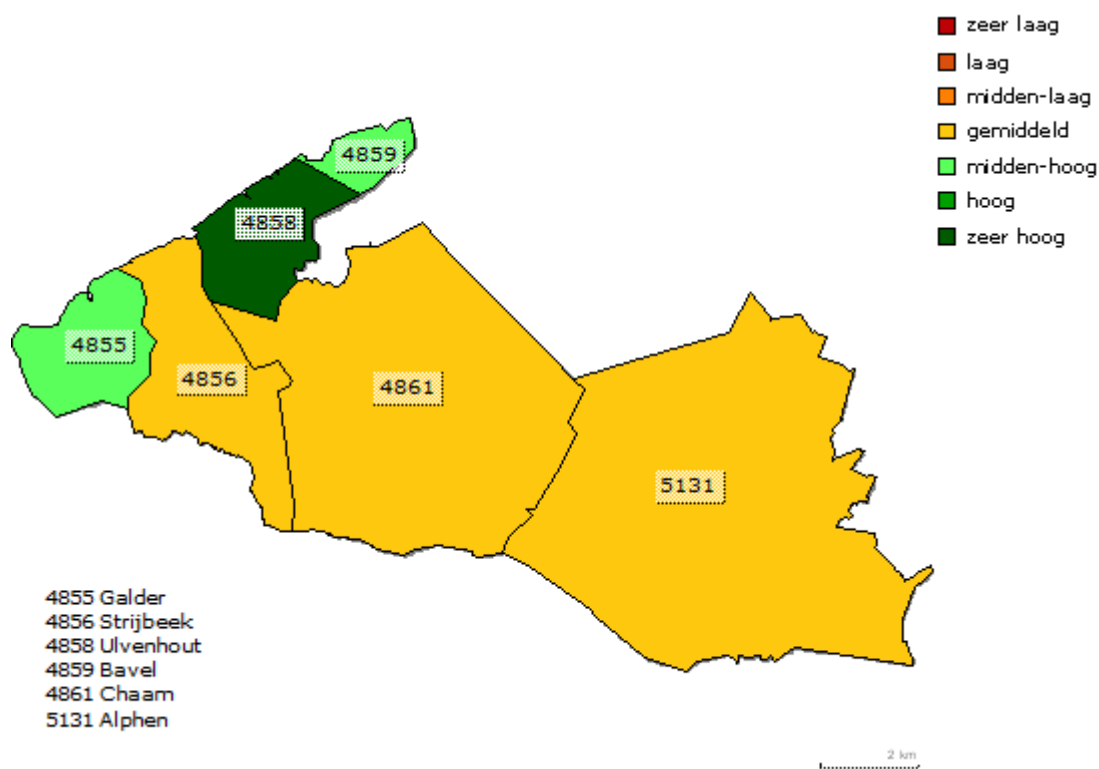 zeer laag
laag
midden-laag
gemiddeld
midden-hoog
hoog
zeer hoog
4859
4858
4855
4856
4861
5131
4855 Galder
4856 Strijbeek
4858 Ulvenhout
4859 Bavel
4861 Chaam
5131 Alphen
2 km